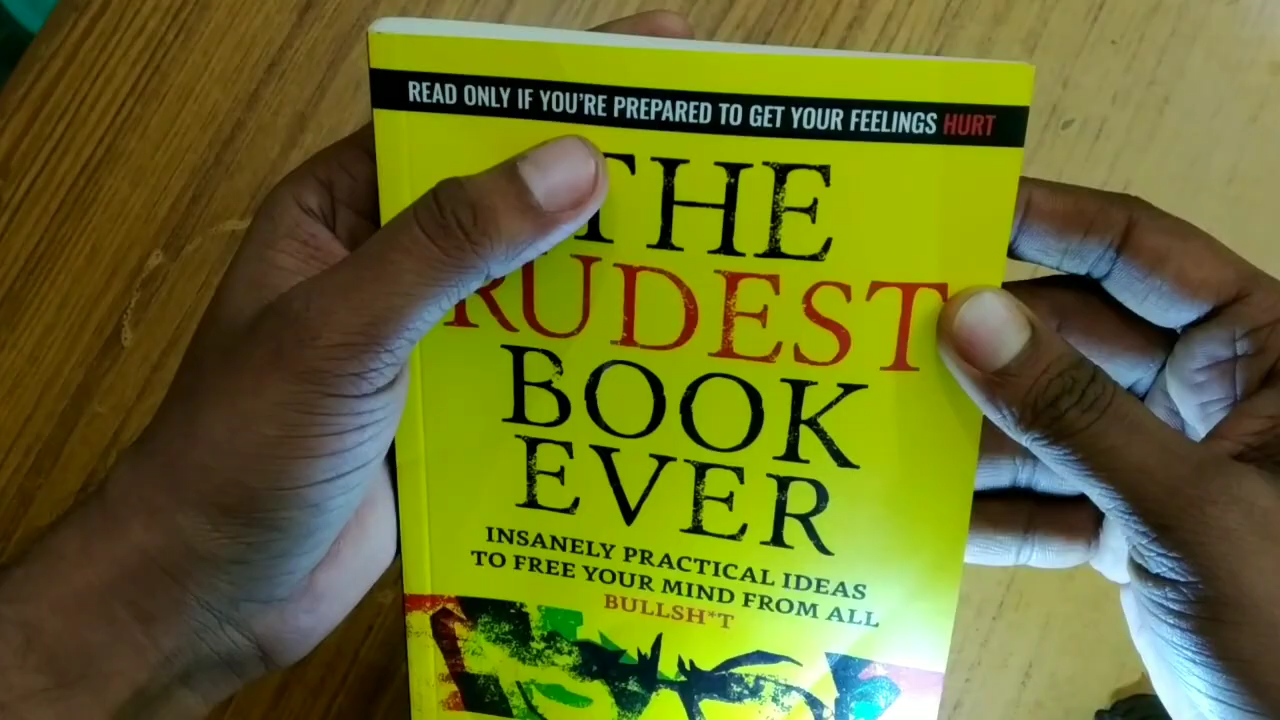 READ ONLY IF YOU'RE PREPARED TO GET YOUR FEELINGS HURT
THE
RUDEST
BOOK
EVER
INSANELY PRACTICAL IDEAS
TO FREE YOUR MIND FROM ALL
BULLSH*T